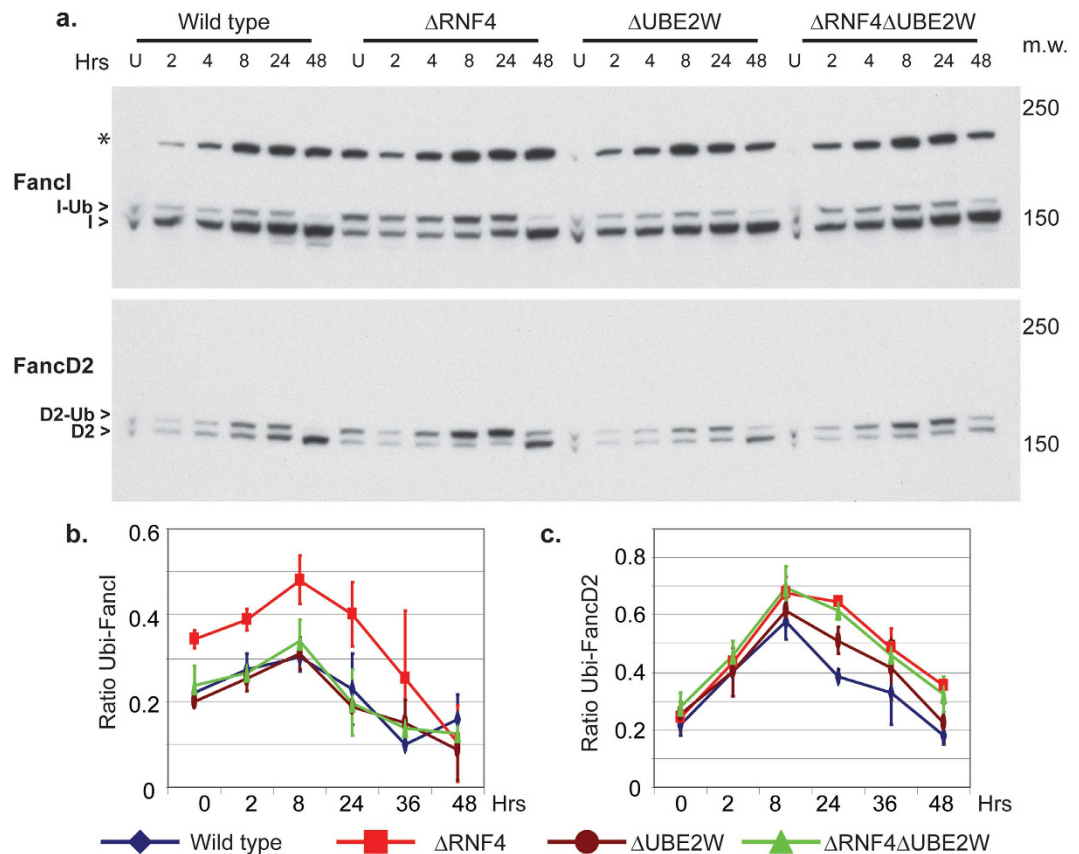 a.
Wild type ΔRNF4 ΔUBE2W ΔRNF4ΔUBE2W
m.w.
Hrs U 2 4 8 24 48 U 2 4 8 24 48 U 2 4 8 24 48 U 2 4 8 24 48
250
*
FancI
I-Ub >
I >
150
250
FancD2
D2-Ub >
D2 >
150
b.
0.6
0.4
0.2
0
Ratio Ubi-FancI
0 2 8 24 36 48 Hrs
c.
0.8
0.6
0.4
0.2
0
Ratio Ubi-FancD2
0 2 8 24 36 48 Hrs
Wild type ΔRNF4 ΔUBE2W ΔRNF4ΔUBE2W